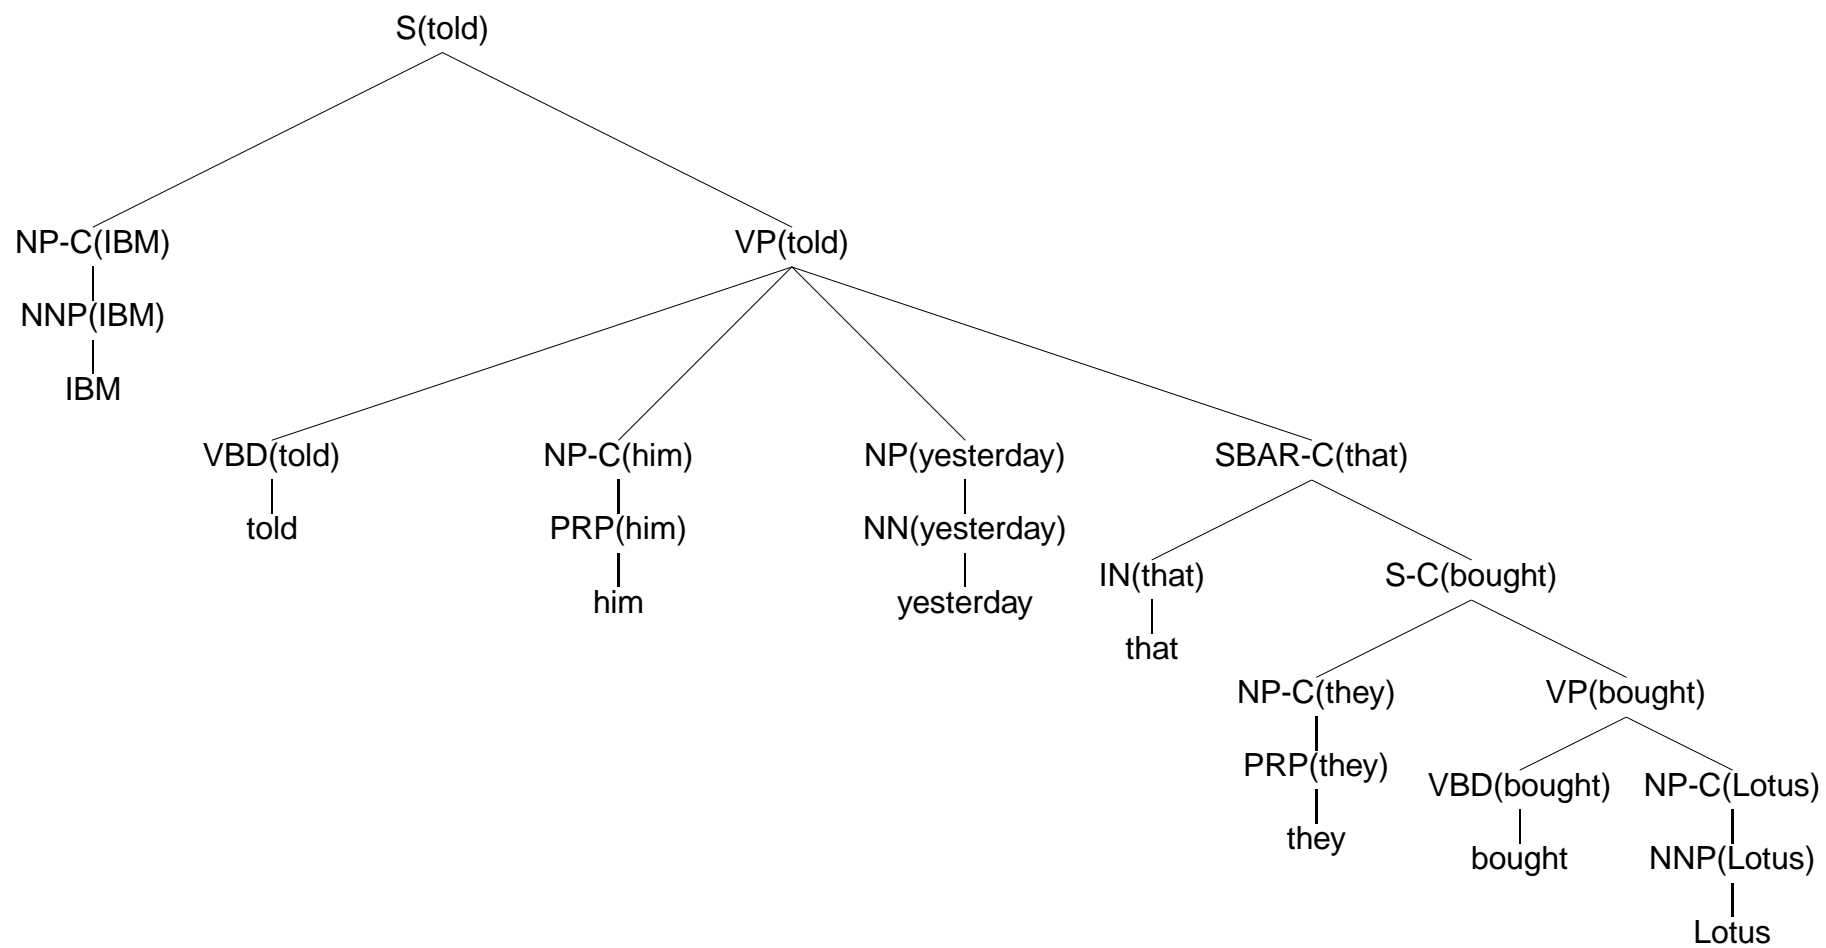 S(told)
NP-C(IBM) VP(told)
NNP(IBM)
IBM
VBD(told) NP-C(him) NP(yesterday) SBAR-C(that)
told PRP(him) NN(yesterday)
IN(that) S-C(bought)
him yesterday
that
NP-C(they) VP(bought)
PRP(they)
VBD(bought) NP-C(Lotus)
they
bought NNP(Lotus)
Lotus